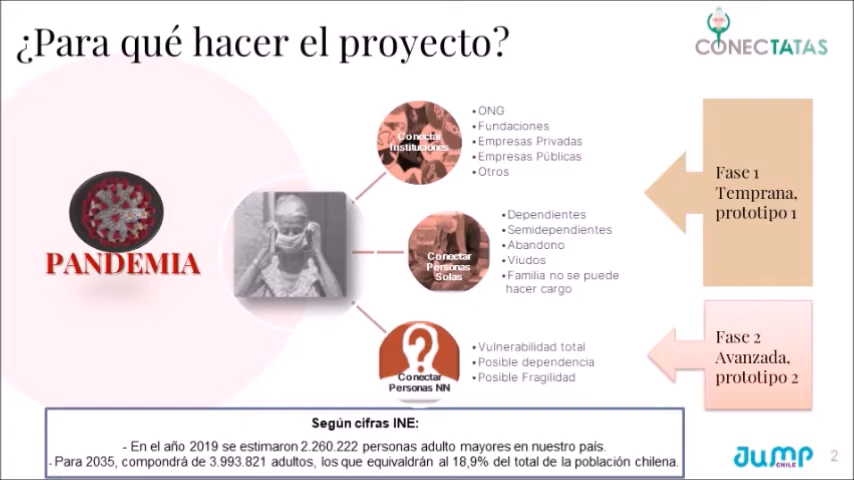 ¿Para qué hacer el proyecto?
CONECTATAS
PANDEMIA
Conectar
Instituciones
• ONG
• Fundaciones
• Empresas Privadas
• Empresas Públicas
• Otros
Conectar
Personas
Solas
• Dependientes
• Semidependientes
• Abandono
• Viudos
• Familia no se puede
hacer cargo
Conectar
Personas NN
• Vulnerabilidad total
• Posible dependencia
• Posible Fragilidad
Fase 1
Temprana,
prototipo 1
Fase 2
Avanzada,
prototipo 2
Según cifras INE:
- En el año 2019 se estimaron 2.260.222 personas adulto mayores en nuestro país.
- Para 2035, compondrá de 3.993.821 adultos, los que equivaldrán al 18,9% del total de la población chilena.
JUMP
CHILE
2